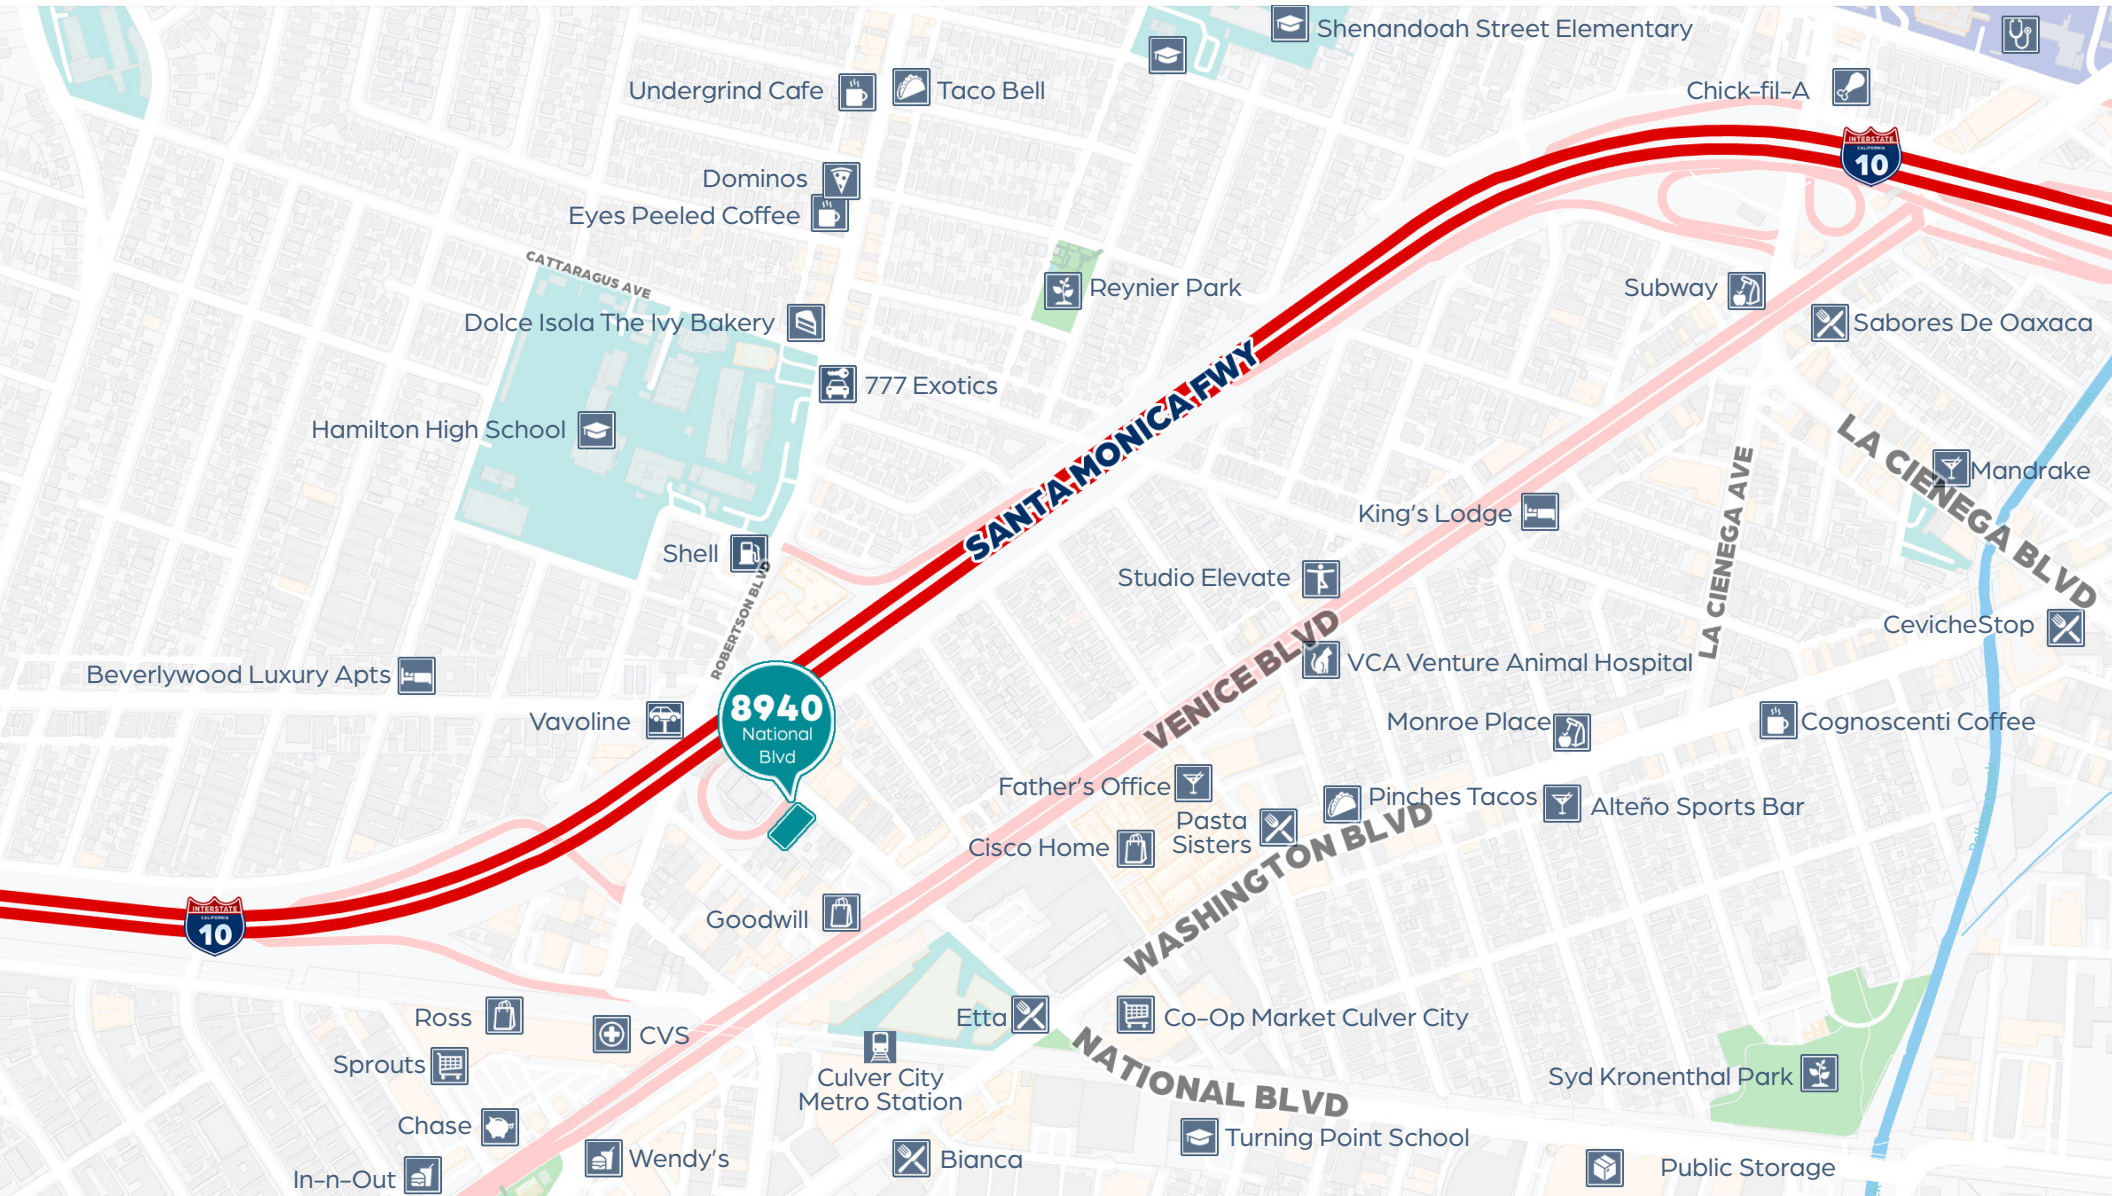 Shenandoah Street Elementary
Undergrind Cafe
Taco Bell
Chick-fil-A
INTERSTATE
CALIFORNIA
10
Dominos
Eyes Peeled Coffee
CATTARAGUS AVE
Reynier Park
Subway
Dolce Isola The Ivy Bakery
Sabores De Oaxaca
777 Exotics
SANTA MONICA FWY
Hamilton High School
LA CIENEGA BLVD
Mandrake
LA CIENEGA AVE
King's Lodge
Shell
ROBERTSON BLVD
Studio Elevate
CevicheStop
VENICE BLVD
VCA Venture Animal Hospital
Beverlywood Luxury Apts
8940
National
Blvd
Vavoline
Monroe Place
Cognoscenti Coffee
Father's Office
Pinches Tacos
Alteño Sports Bar
Pasta
Sisters
Cisco Home
WASHINGTON BLVD
Goodwill
INTERSTATE
CALIFORNIA
10
Ross
CVS
Etta
Co-Op Market Culver City
Sprouts
Culver City
Metro Station
NATIONAL BLVD
Syd Kronenthal Park
Chase
Turning Point School
Wendy's
Bianca
Public Storage
In-n-Out